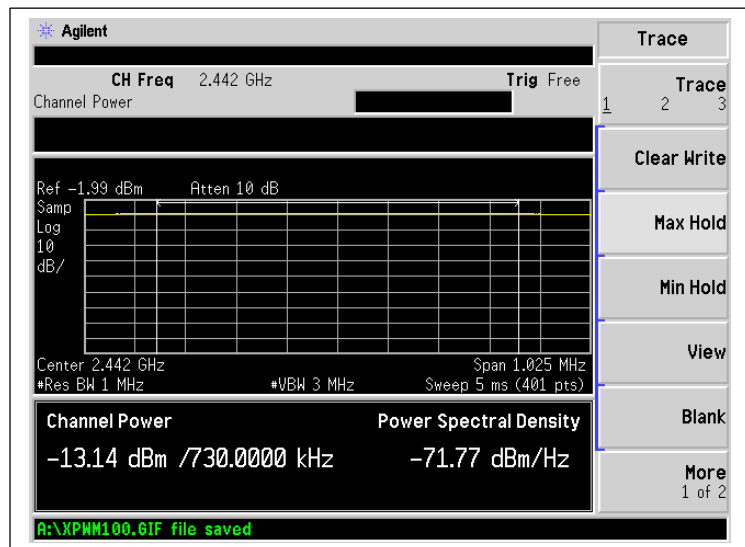 Agilent
Trace
CH Freq 2.442 GHz Trig Free
Channel Power
Trace
1 2 3
Clear Write
Ref -1.99 dBm Atten 10 dB
Samp
Log
10
dB/
Max Hold
Min Hold
Center 2.442 GHz Span 1.025 MHz
#Res BW 1 MHz #VBW 3 MHz Sweep 5 ms (401 pts)
View
Channel Power Power Spectral Density
-13.14 dBm /730.0000 kHz -71.77 dBm/Hz
Blank
More
1 of 2
A:\XPWM100.GIF file saved